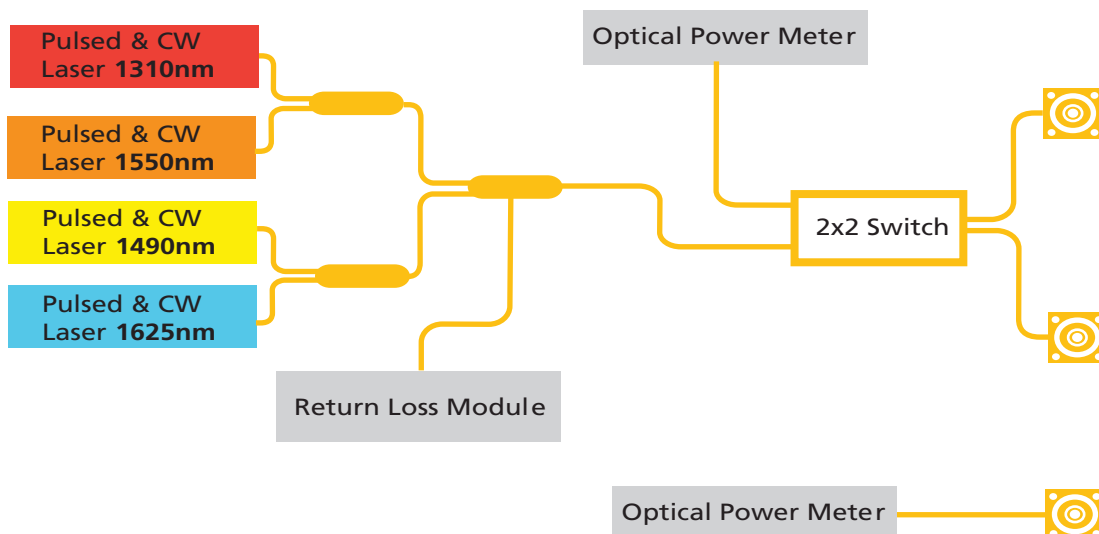 Pulsed & CW
Laser 1310nm
Pulsed & CW
Laser 1550nm
Pulsed & CW
Laser 1490nm
Pulsed & CW
Laser 1625nm
Return Loss Module
Optical Power Meter
2x2 Switch
Optical Power Meter